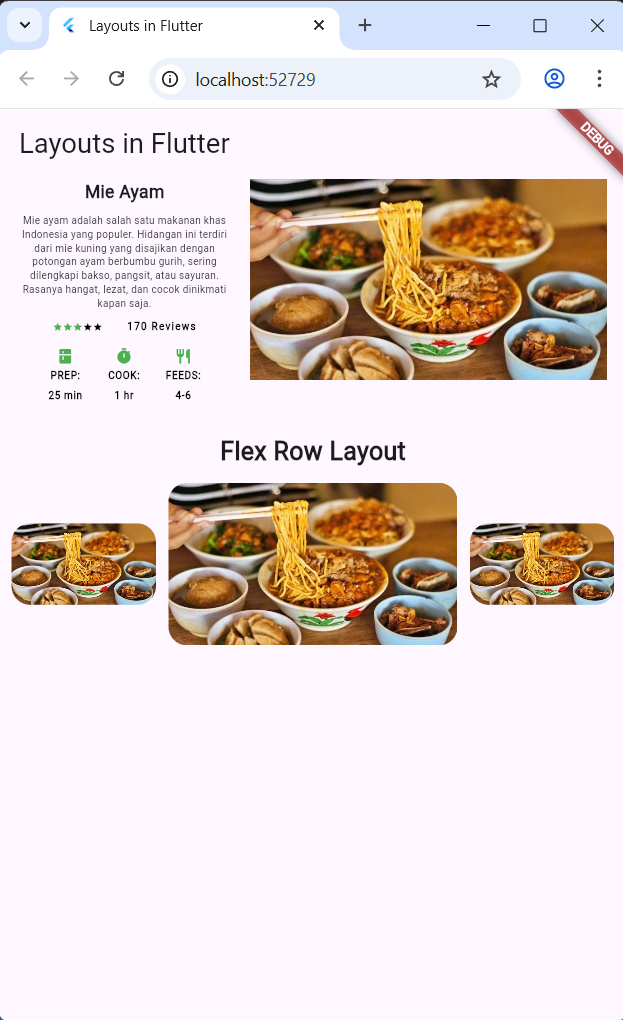 Layouts in Flutter
localhost:52729
DEBUG
Layouts in Flutter
Mie Ayam
Mie ayam adalah salah satu makanan khas
Indonesia yang populer. Hidangan ini terdiri
dari mie kuning yang disajikan dengan
potongan ayam berbumbu gurih, sering
dilengkapi bakso, pangsit, atau sayuran.
Rasanya hangat, lezat, dan cocok dinikmati
kapan saja.
170 Reviews
PREP: COOK: FEEDS:
25 min 1 hr 4-6
Flex Row Layout